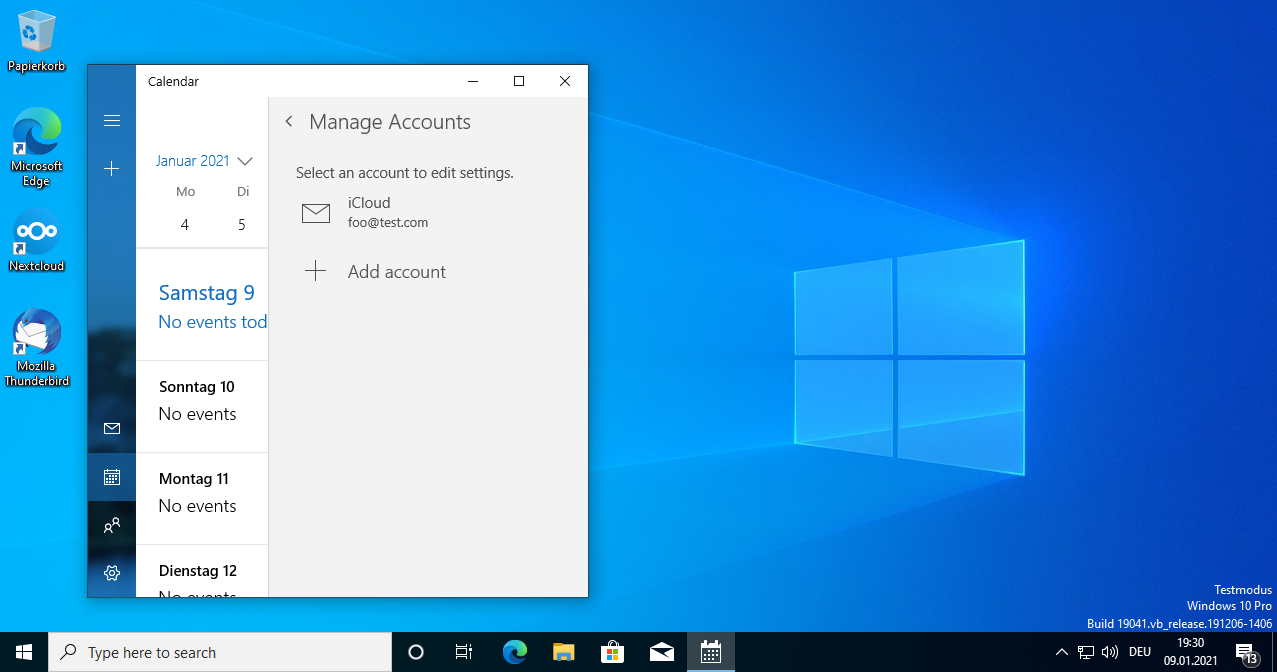 Papierkorb
Microsoft
Edge
Nextcloud
Mozilla
Thunderbird
Calendar
Januar 2021
Mo Di
4 5
Samstag 9
No events tod
Sonntag 10
No events
Montag 11
No events
Dienstag 12
No events
Manage Accounts
Select an account to edit settings.
iCloud
foo@test.com
Add account
Testmodus
Windows 10 Pro
Build 19041.vb_release.191206-1406
Type here to search
DEU
19:30
09.01.2021
13